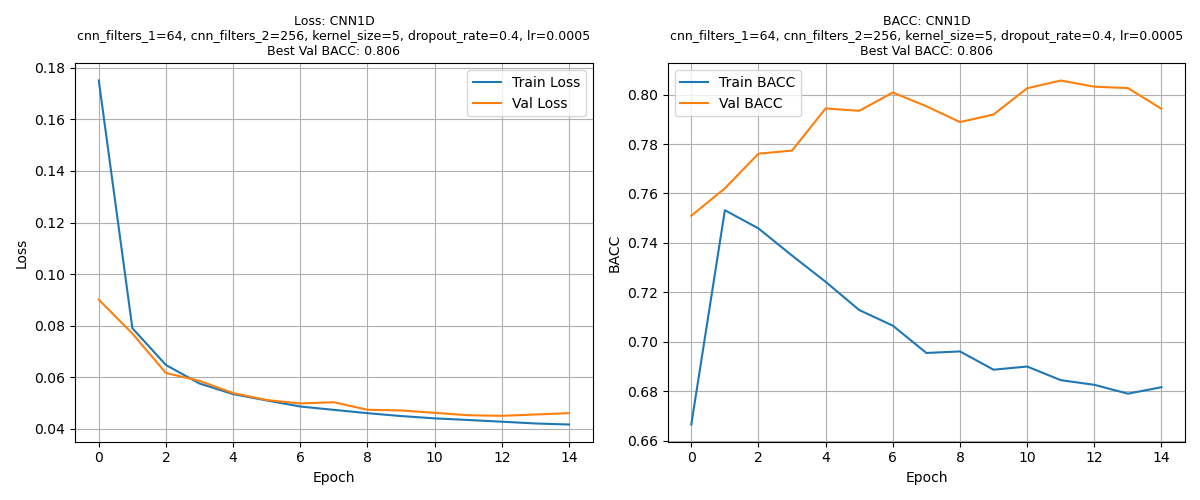 Loss: CNN1D
cnn_filters_1=64, cnn_filters_2=256, kernel_size=5, dropout_rate=0.4, lr=0.0005
Best Val BACC: 0.806
Train Loss
Val Loss
0.18
0.16
0.14
0.12
0.10
0.08
0.06
0.04
Loss
0 2 4 6 8 10 12 14
Epoch
BACC: CNN1D
cnn_filters_1=64, cnn_filters_2=256, kernel_size=5, dropout_rate=0.4, lr=0.0005
Best Val BACC: 0.806
Train BACC
Val BACC
0.80
0.78
0.76
0.74
0.72
0.70
0.68
0.66
BACC
0 2 4 6 8 10 12 14
Epoch